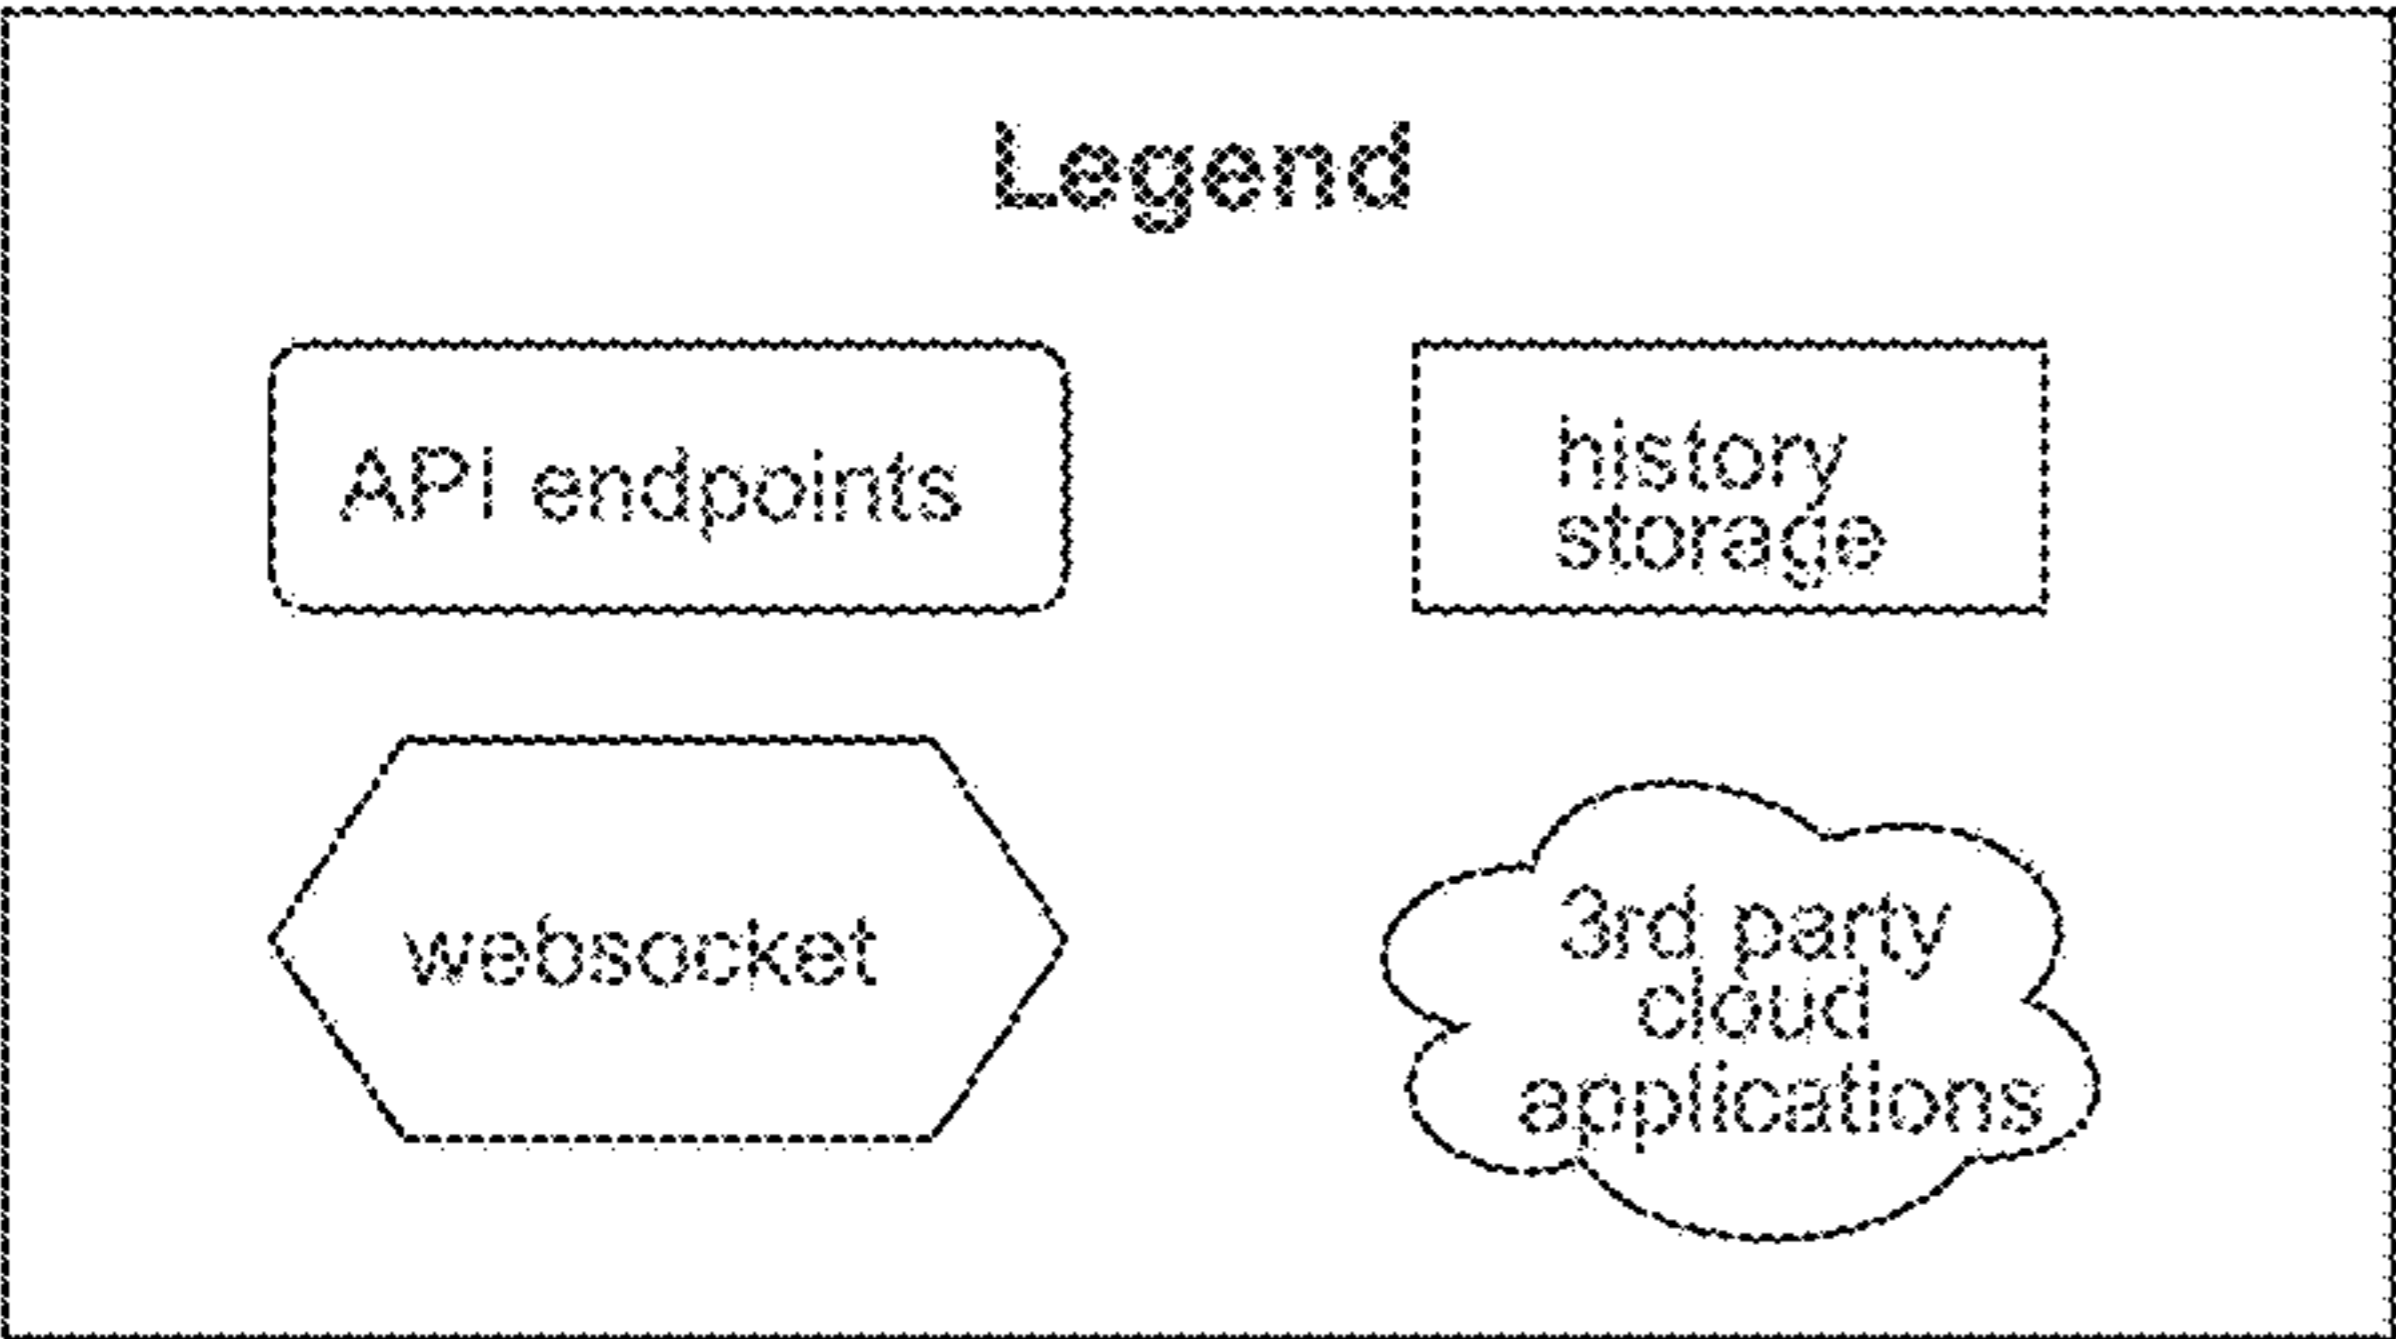 Legend
API endpoints
history
storage
websocket
3rd party
cloud
applications